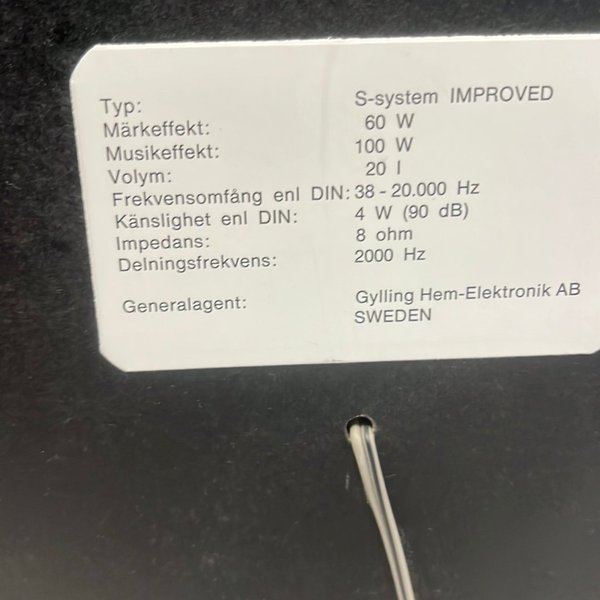 Typ: S-system IMPROVED
Märkeffekt: 60 W
Musikeffekt: 100 W
Volym: 20 l
Frekvensomfång enl DIN: 38 - 20.000 Hz
Känslighet enl DIN: 4 W (90 dB)
Impedans: 8 ohm
Delningsfrekvens: 2000 Hz
Generalagent: Gylling Hem-Elektronik AB
SWEDEN